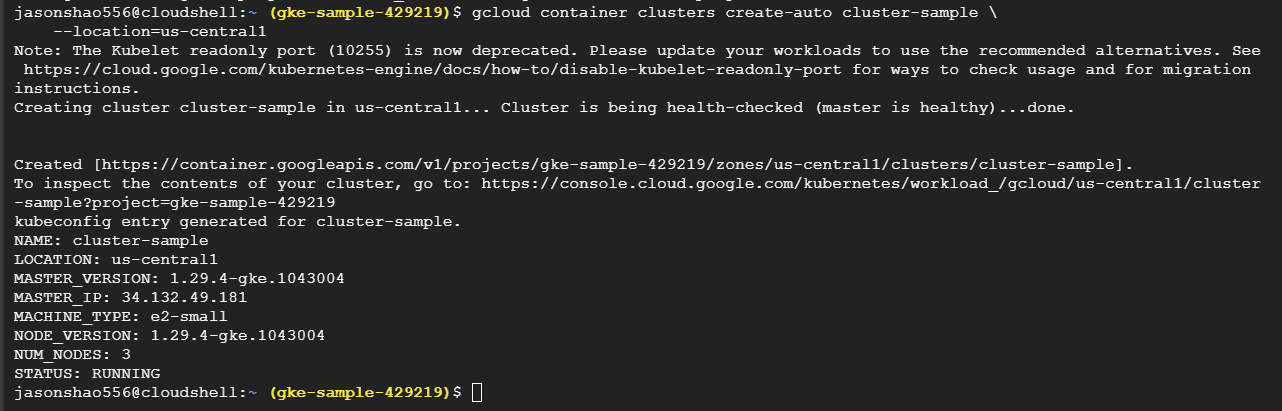 jasonshao556@cloudshell:~ (gke-sample-429219)$ gcloud container clusters create-auto cluster-sample \
    --location=us-central1
Note: The Kubelet readonly port (10255) is now deprecated. Please update your workloads to use the recommended alternatives. See
 https://cloud.google.com/kubernetes-engine/docs/how-to/disable-kubelet-readonly-port for ways to check usage and for migration
instructions.
Creating cluster cluster-sample in us-central1... Cluster is being health-checked (master is healthy)...done.
Created [https://container.googleapis.com/v1/projects/gke-sample-429219/zones/us-central1/clusters/cluster-sample].
To inspect the contents of your cluster, go to: https://console.cloud.google.com/kubernetes/workload_/gcloud/us-central1/cluster
-sample?project=gke-sample-429219
kubeconfig entry generated for cluster-sample.
NAME: cluster-sample
LOCATION: us-central1
MASTER_VERSION: 1.29.4-gke.1043004
MASTER_IP: 34.132.49.181
MACHINE_TYPE: e2-small
NODE_VERSION: 1.29.4-gke.1043004
NUM_NODES: 3
STATUS: RUNNING
jasonshao556@cloudshell:~ (gke-sample-429219)$